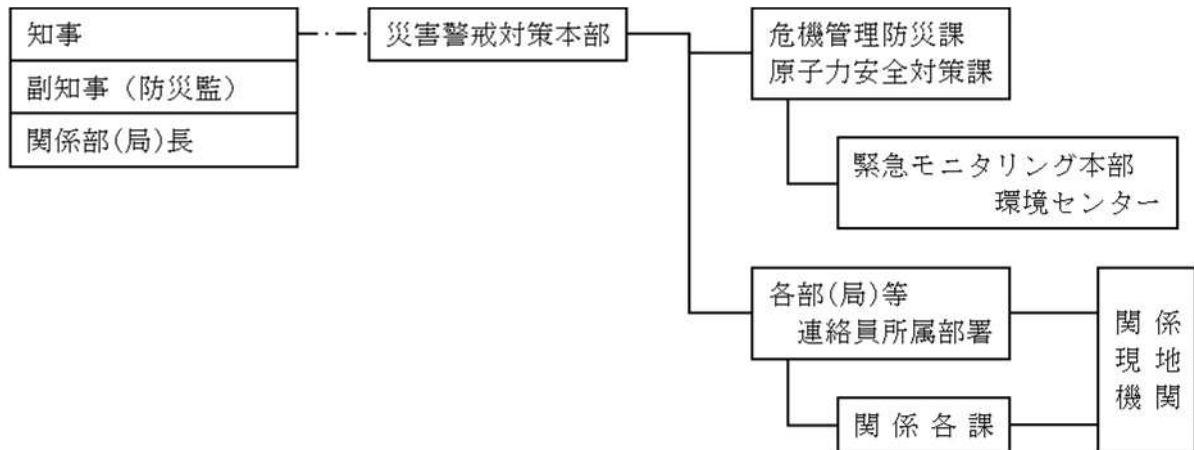 知事
副知事（防災監）
関係部(局)長
災害警戒対策本部
危機管理防災課
原子力安全対策課
緊急モニタリング本部
環境センター
各部(局)等
連絡員所属部署
関係各課
関係
現地
機関